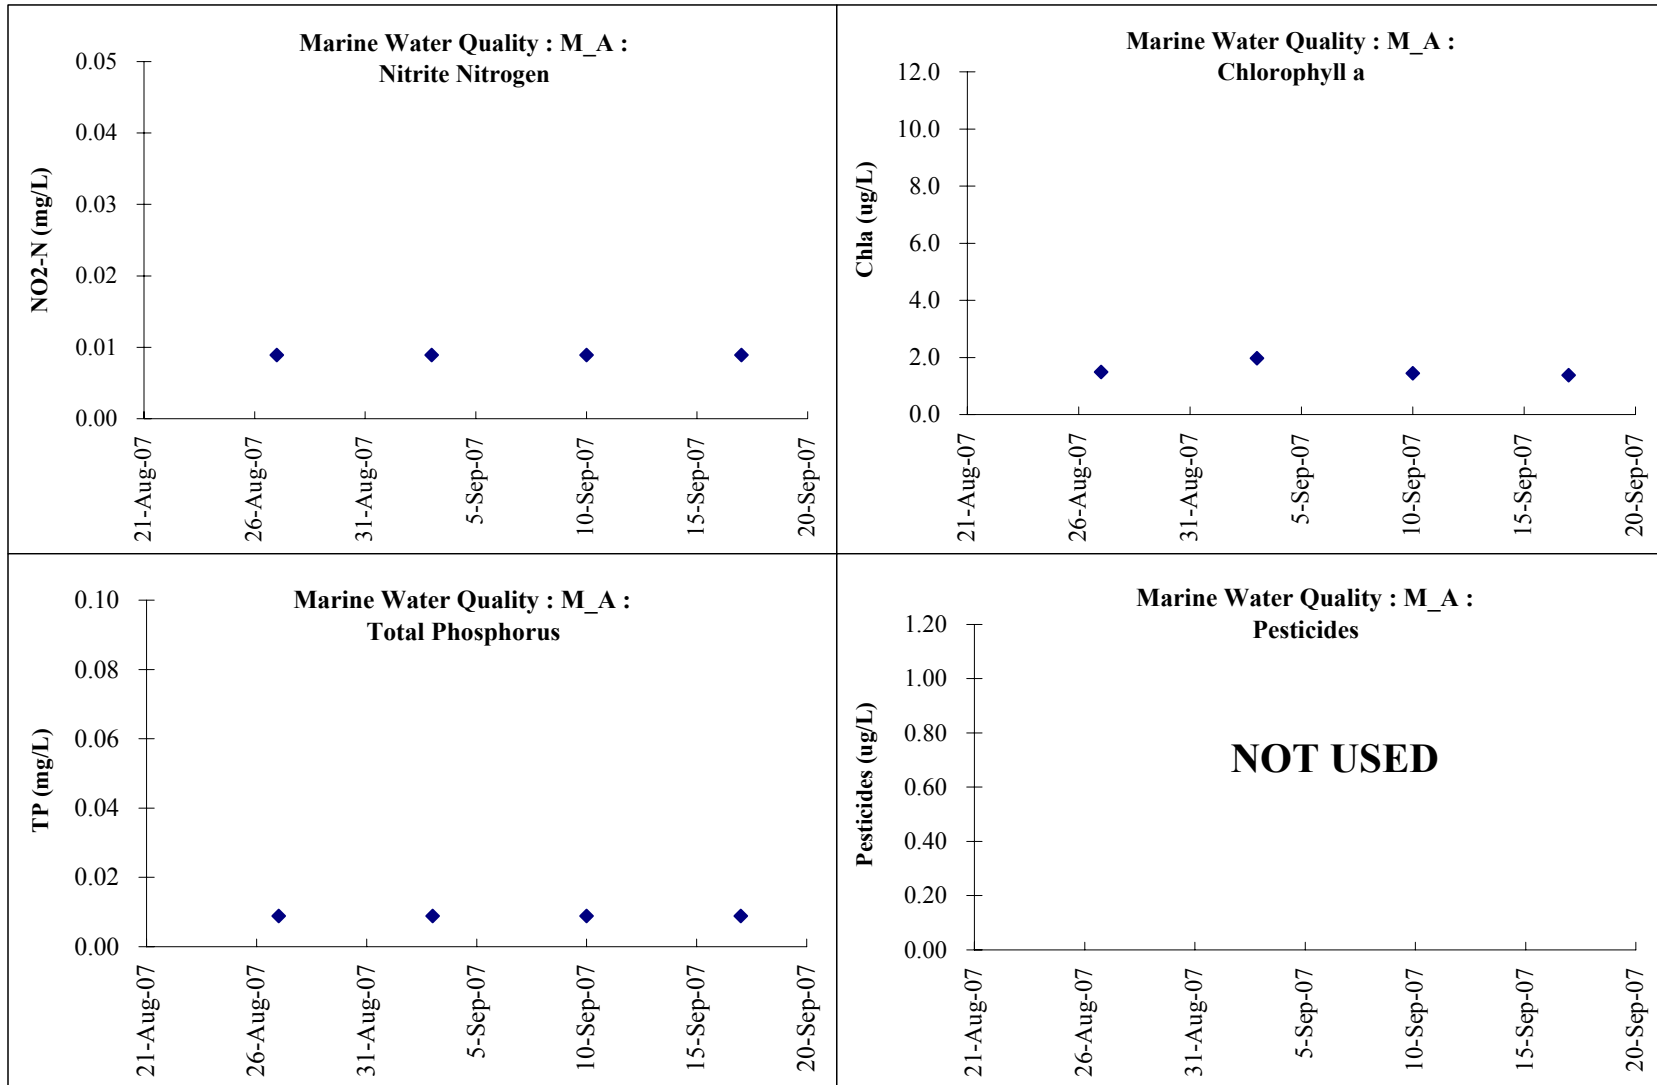 Marine Water Quality : M_A :
Nitrite Nitrogen
NO2-N (mg/L)
0.05
0.04
0.03
0.02
0.01
0.00
21-Aug-07
26-Aug-07
31-Aug-07
5-Sep-07
10-Sep-07
15-Sep-07
20-Sep-07
Marine Water Quality : M_A :
Chlorophyll a
Chla (ug/L)
12.0
10.0
8.0
6.0
4.0
2.0
0.0
21-Aug-07
26-Aug-07
31-Aug-07
5-Sep-07
10-Sep-07
15-Sep-07
20-Sep-07
Marine Water Quality : M_A :
Total Phosphorus
TP (mg/L)
0.10
0.08
0.06
0.04
0.02
0.00
21-Aug-07
26-Aug-07
31-Aug-07
5-Sep-07
10-Sep-07
15-Sep-07
20-Sep-07
Marine Water Quality : M_A :
Pesticides
Pesticides (ug/L)
1.20
1.00
0.80
0.60
0.40
0.20
0.00
NOT USED
21-Aug-07
26-Aug-07
31-Aug-07
5-Sep-07
10-Sep-07
15-Sep-07
20-Sep-07